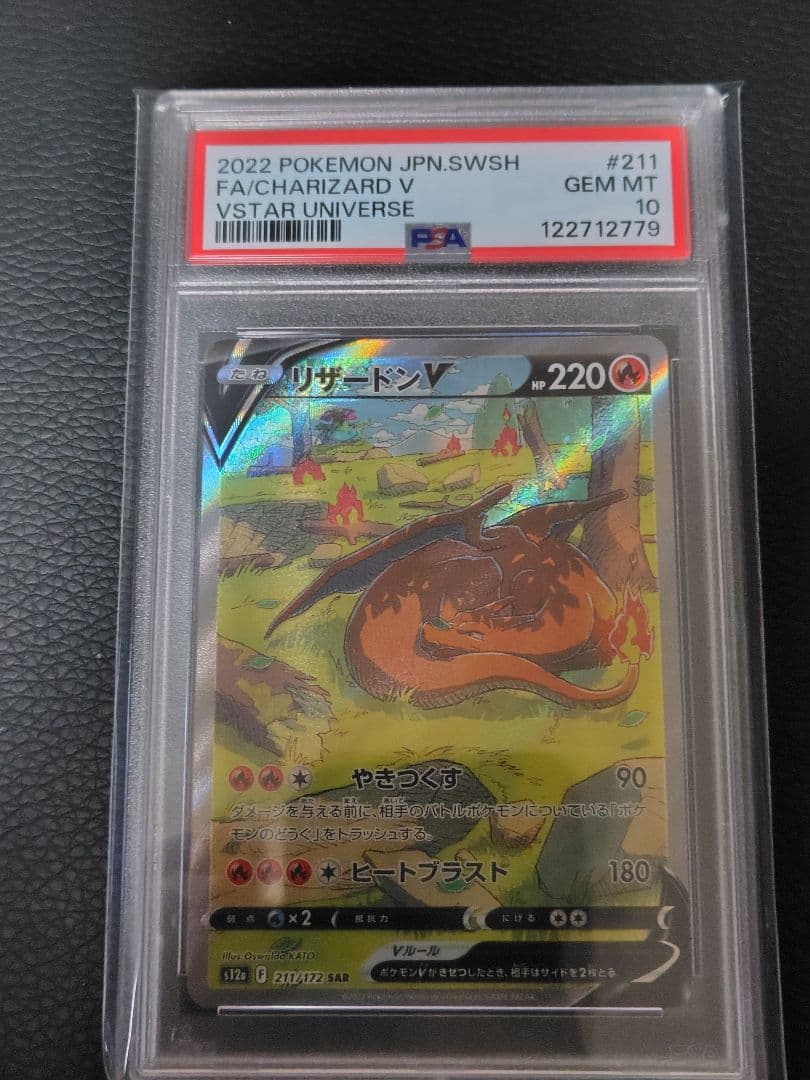 2022 POKEMON JPN.SWSH #211
FA/CHARIZARD V GEM MT
VSTAR UNIVERSE 10
PSA 122712779
たね リザードンV HP 220
やきつくす 90
ダメージを与える前に、相手のバトルポケモンについている「ポケ
モンのどうぐ」をトラッシュする。
ヒートブラスト 180
弱点 ×2 抵抗力 にげる
Illus. Oswaldo.KATO
Vルール
s12a F 211/172 SAR ポケモンVがきぜつしたとき、相手はサイドを2枚とる。